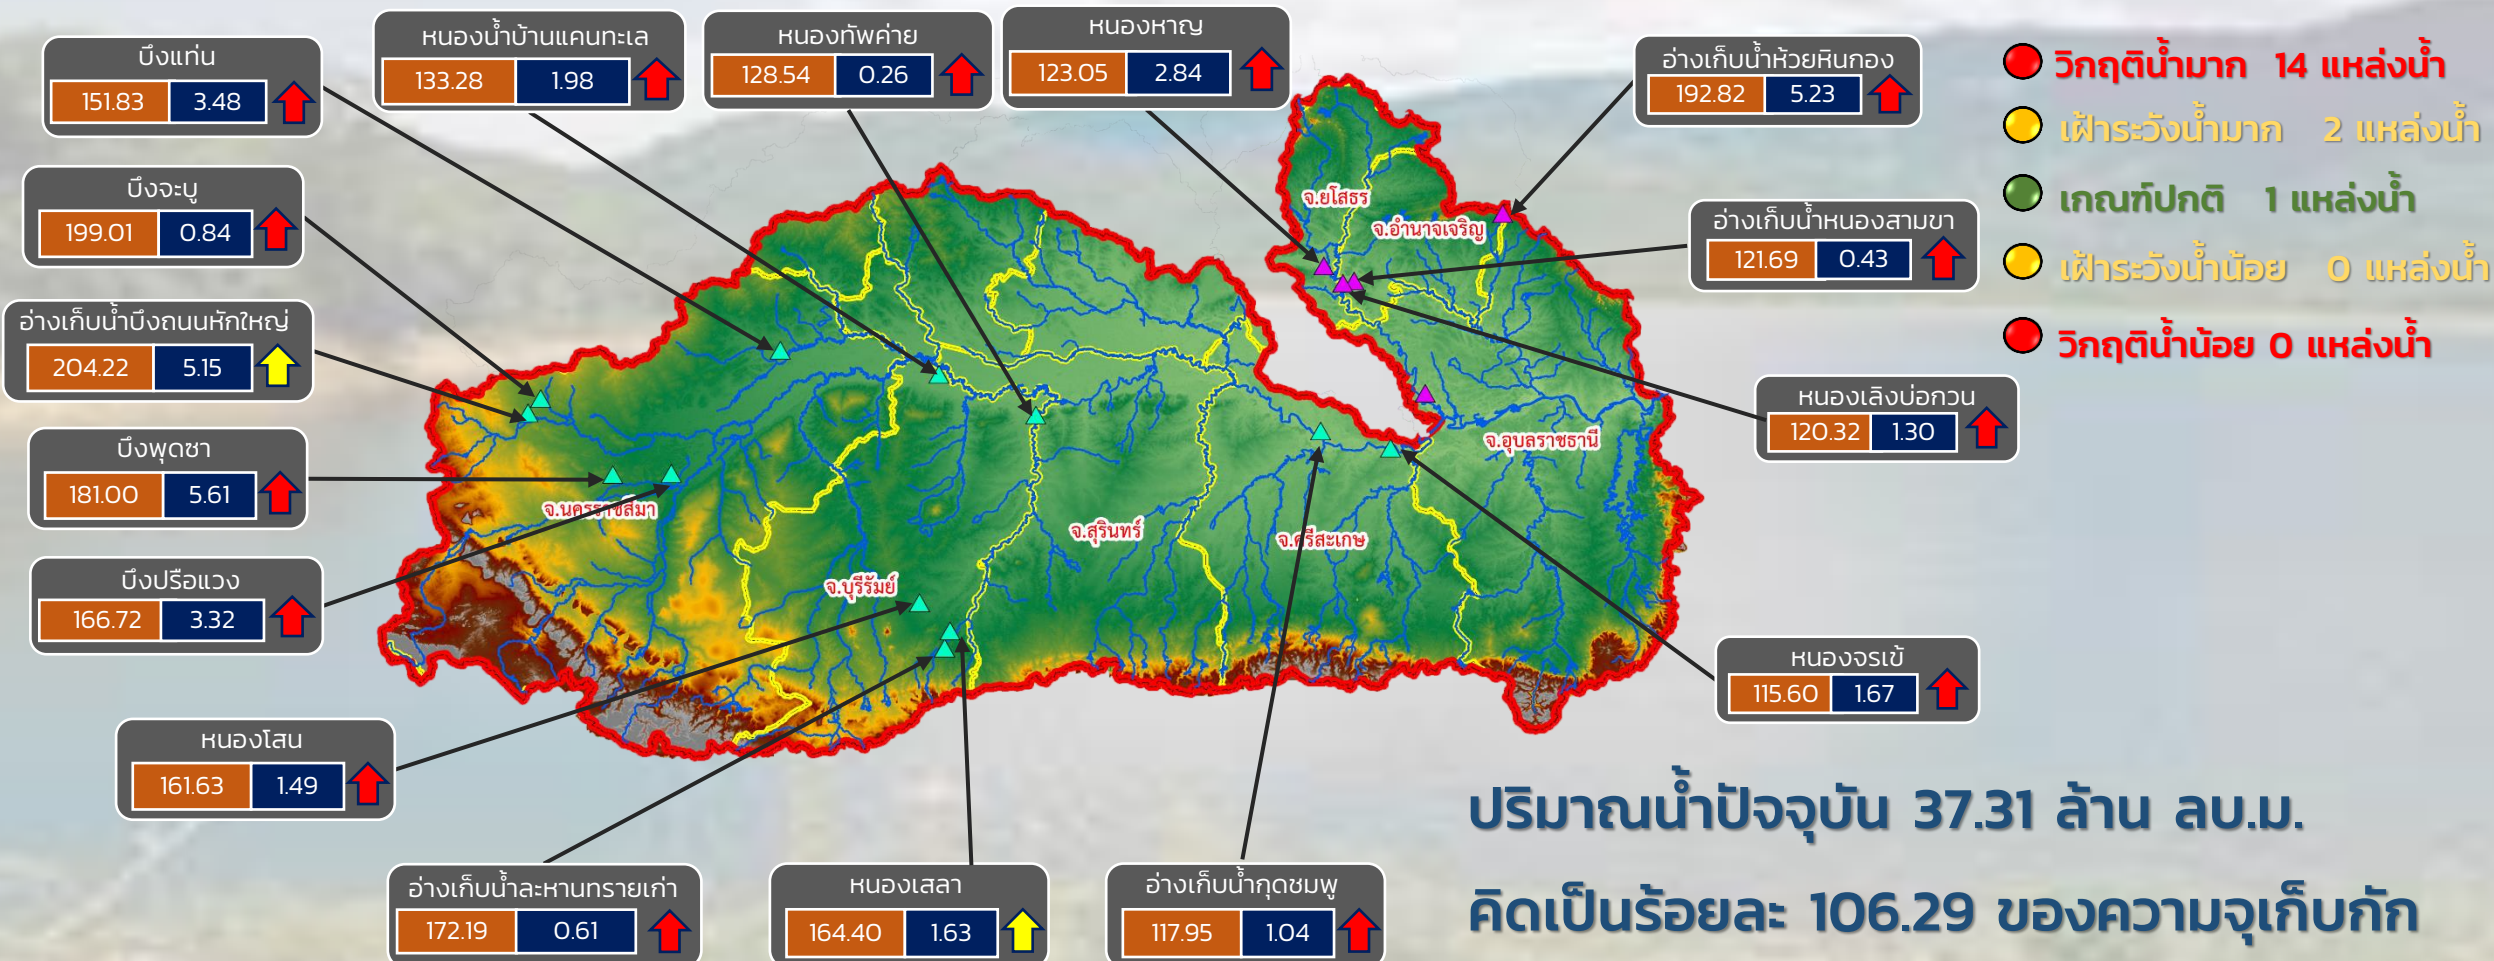 บึงแท่น
151.83 3.48
หนองน้ำบ้านแคนทะเล
133.28 1.98
หนองทัพค่าย
128.54 0.26
หนองหาญ
123.05 2.84
อ่างเก็บน้ำห้วยหินกอง
192.82 5.23
วิกฤติน้ำมาก 14 แหล่งน้ำ
เฝ้าระวังน้ำมาก 2 แหล่งน้ำ
เกณฑ์ปกติ 1 แหล่งน้ำ
เฝ้าระวังน้ำน้อย 0 แหล่งน้ำ
วิกฤติน้ำน้อย 0 แหล่งน้ำ
บึงจะบู
199.01 0.84
อ่างเก็บน้ำหนองสามขา
121.69 0.43
อ่างเก็บน้ำบึงถนนหักใหญ่
204.22 5.15
หนองเลิงบ่อกวน
120.32 1.30
บึงพุดซา
181.00 5.61
บึงปรือแวง
166.72 3.32
หนองจรเข้
115.60 1.67
หนองโสน
161.63 1.49
อ่างเก็บน้ำละหานทรายเก่า
172.19 0.61
หนองเสลา
164.40 1.63
อ่างเก็บน้ำกุดชมพู
117.95 1.04
จ.ยโสธร
จ.อำนาจเจริญ
จ.อุบลราชธานี
จ.นครราชสีมา
จ.สุรินทร์
จ.ศรีสะเกษ
จ.บุรีรัมย์
ปริมาณน้ำปัจจุบัน 37.31 ล้าน ลบ.ม.
คิดเป็นร้อยละ 106.29 ของความจุเก็บกัก